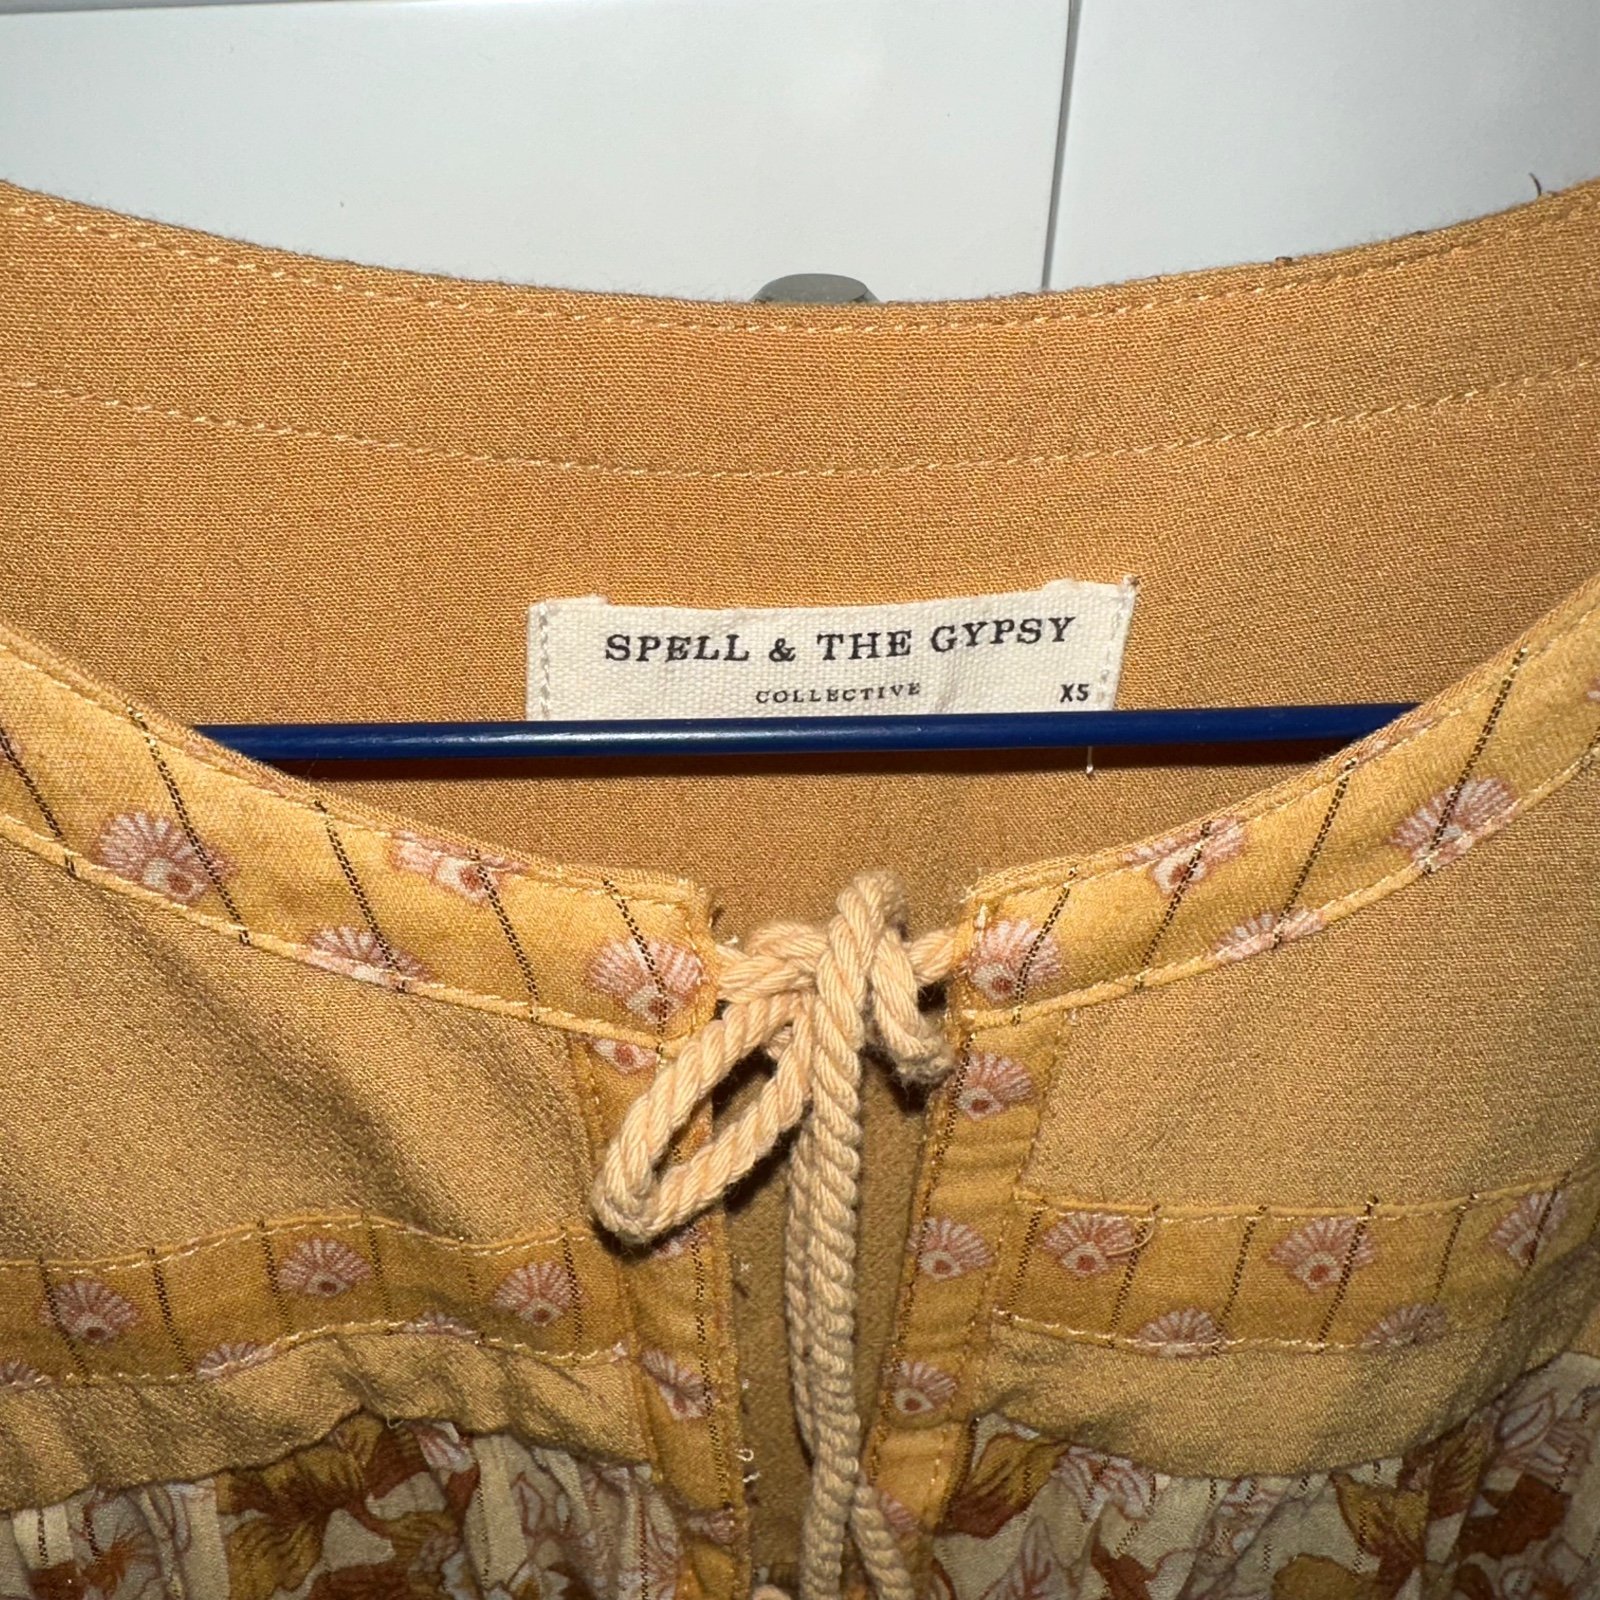 SPELL & THE GYPSY
COLLECTIVE
XS